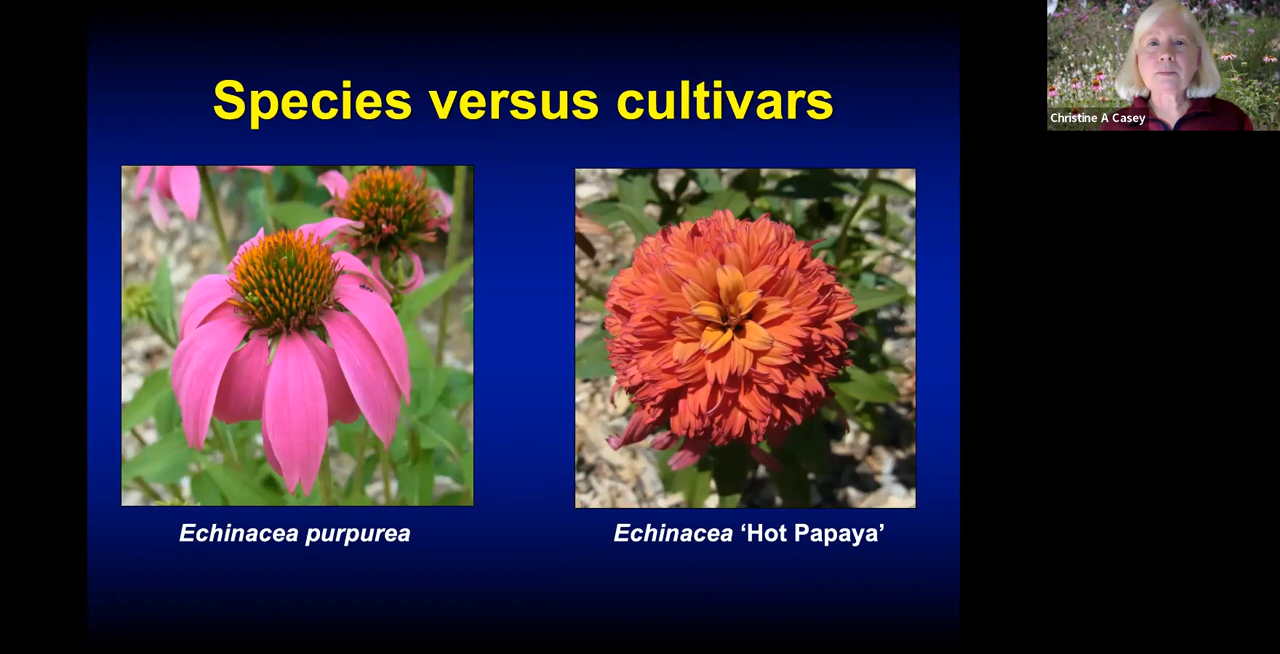 Species versus cultivars
Christine A Casey
Echinacea purpurea
Echinacea ‘Hot Papaya’